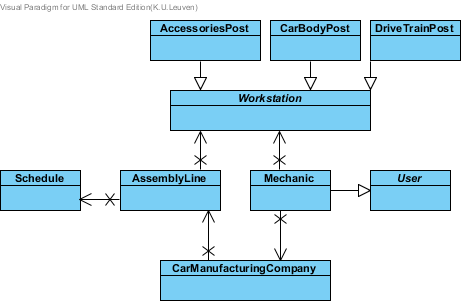 Visual Paradigm for UML Standard Edition(K.U.Leuven)
AccessoriesPost
CarBodyPost
DriveTrainPost
Workstation
Schedule
AssemblyLine
Mechanic
User
CarManufacturingCompany